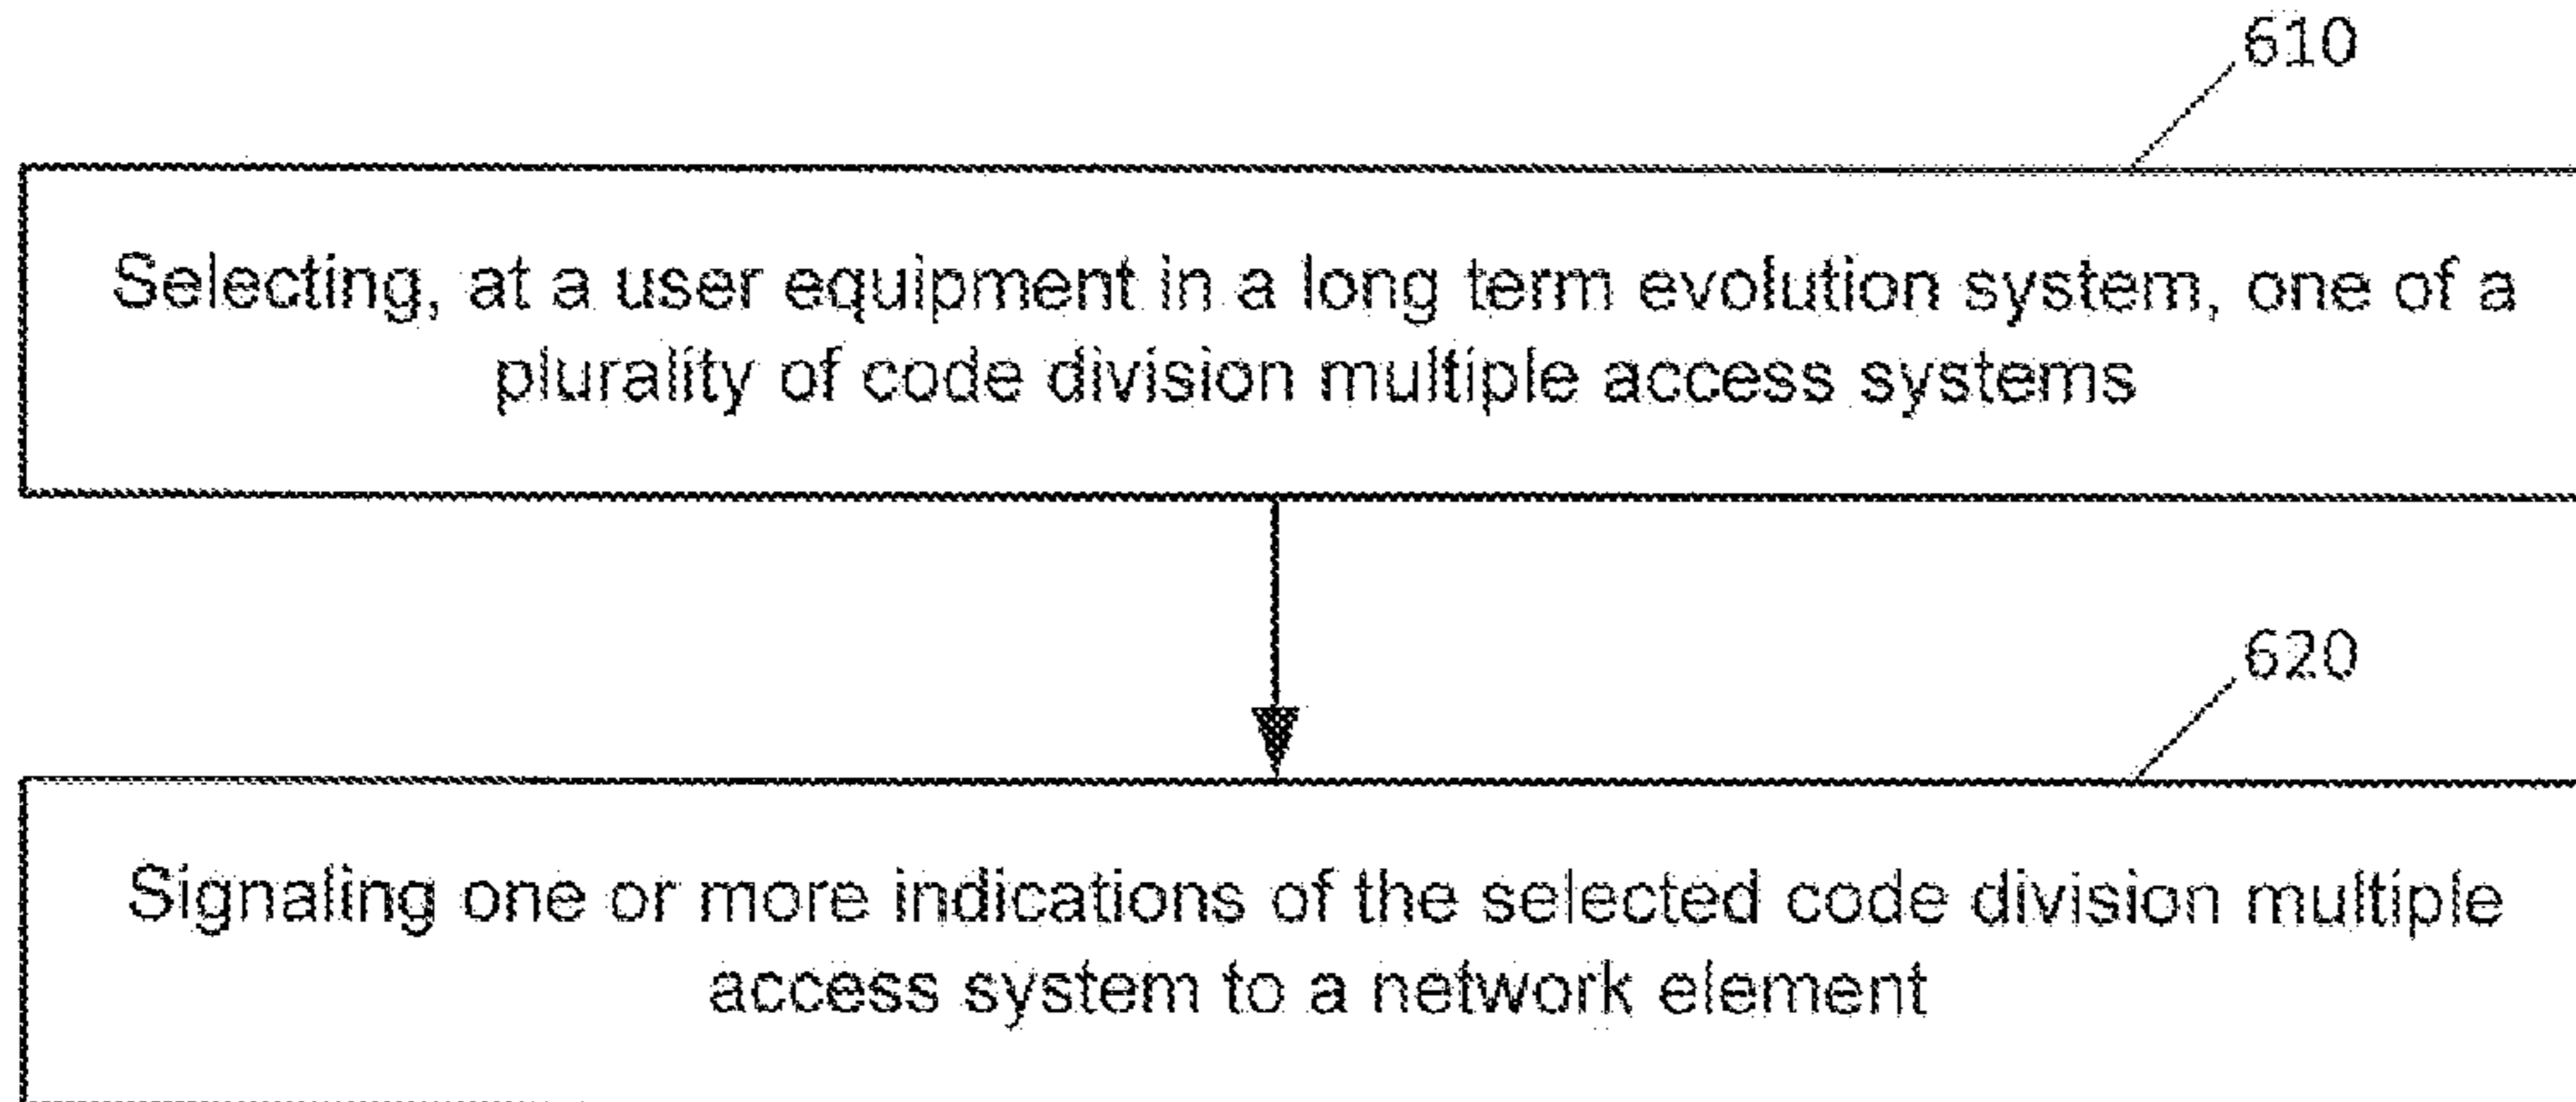 610
Selecting, at a user equipment in a long term evolution system, one of a
plurality of code division multiple access systems
620
Signaling one or more indications of the selected code division multiple
access system to a network element